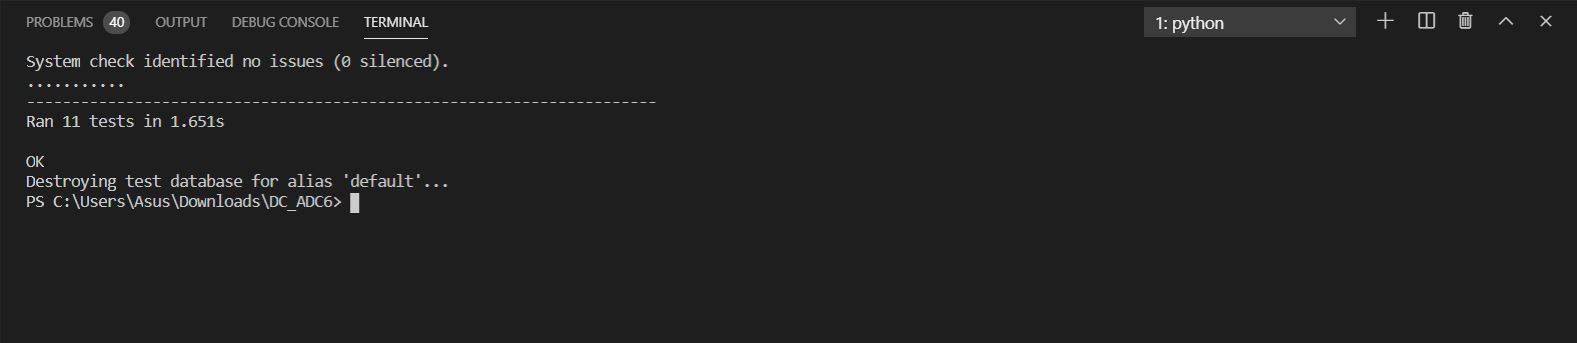 PROBLEMS 40 OUTPUT DEBUG CONSOLE TERMINAL 1: python
System check identified no issues (0 silenced).
...........
----------------------------------------------------------------------
Ran 11 tests in 1.651s
OK
Destroying test database for alias 'default'...
PS C:\Users\Asus\Downloads\DC_ADC6>